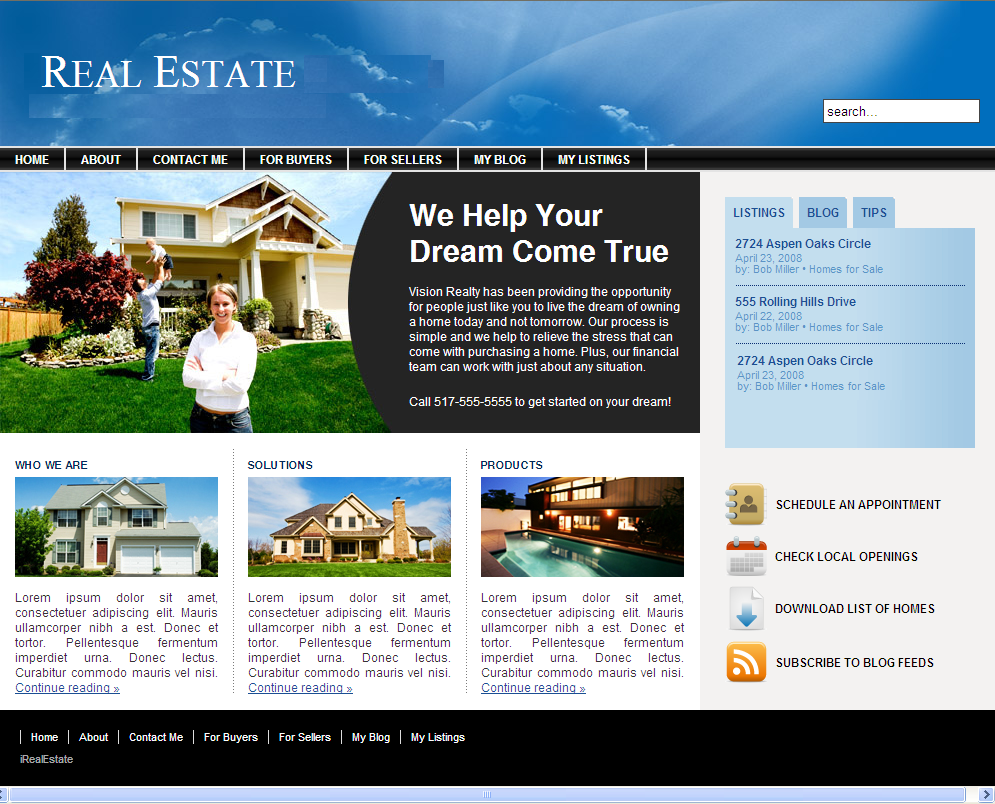 REAL ESTATE
search...
HOME
ABOUT
CONTACT ME
FOR BUYERS
FOR SELLERS
MY BLOG
MY LISTINGS
We Help Your
Dream Come True
Vision Realty has been providing the opportunity
for people just like you to live the dream of owning
a home today and not tomorrow. Our process is
simple and we help to relieve the stress that can
come with purchasing a home. Plus, our financial
team can work with just about any situation.
Call 517-555-5555 to get started on your dream!
LISTINGS
BLOG
TIPS
2724 Aspen Oaks Circle
April 23, 2008
by: Bob Miller • Homes for Sale
555 Rolling Hills Drive
April 22, 2008
by: Bob Miller • Homes for Sale
2724 Aspen Oaks Circle
April 23, 2008
by: Bob Miller • Homes for Sale
WHO WE ARE
Lorem ipsum dolor sit amet,
consectetuer adipiscing elit. Mauris
ullamcorper nibh a est. Donec et
tortor. Pellentesque fermentum
imperdiet urna. Donec lectus.
Curabitur commodo mauris vel nisi.
Continue reading »
SOLUTIONS
Lorem ipsum dolor sit amet,
consectetuer adipiscing elit. Mauris
ullamcorper nibh a est. Donec et
tortor. Pellentesque fermentum
imperdiet urna. Donec lectus.
Curabitur commodo mauris vel nisi.
Continue reading »
PRODUCTS
Lorem ipsum dolor sit amet,
consectetuer adipiscing elit. Mauris
ullamcorper nibh a est. Donec et
tortor. Pellentesque fermentum
imperdiet urna. Donec lectus.
Curabitur commodo mauris vel nisi.
Continue reading »
SCHEDULE AN APPOINTMENT
CHECK LOCAL OPENINGS
DOWNLOAD LIST OF HOMES
SUBSCRIBE TO BLOG FEEDS
Home
About
Contact Me
For Buyers
For Sellers
My Blog
My Listings
iRealEstate